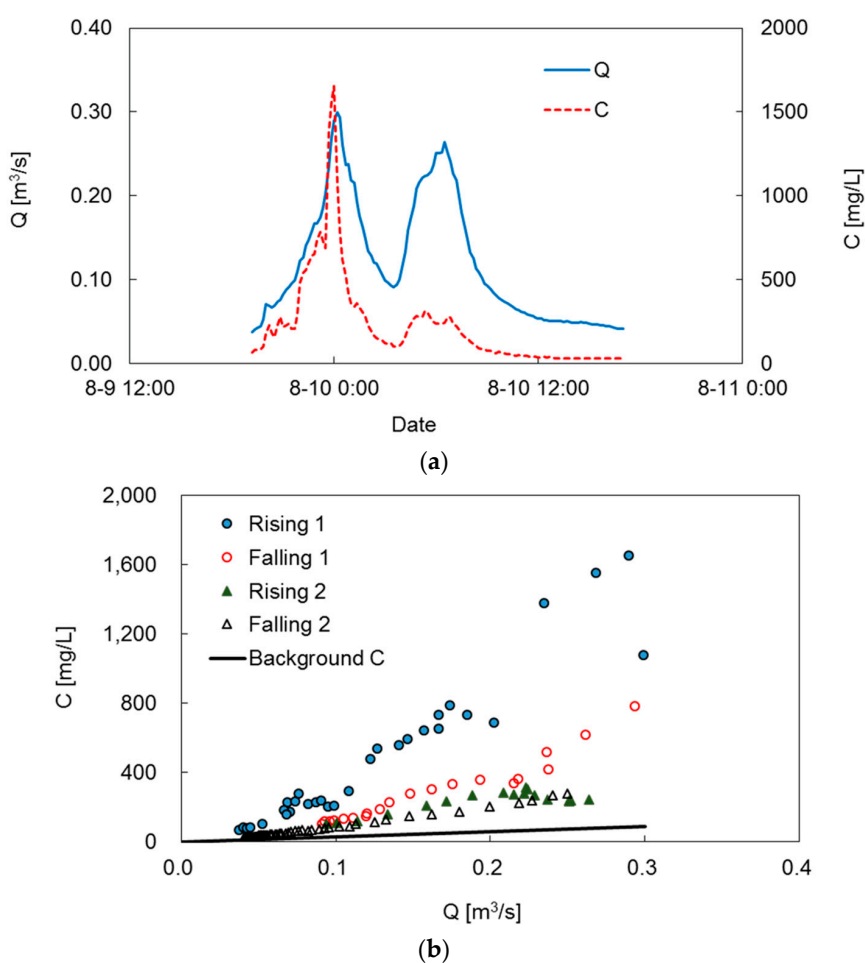 0.40
0.30
0.20
0.10
0.00
Q [m³/s]
2000
1500
1000
500
0
C [mg/L]
Q
C
8-9 12:00
8-10 0:00
8-10 12:00
8-11 0:00
Date
(a)
2,000
1,600
1,200
800
400
0
C [mg/L]
Rising 1
Falling 1
Rising 2
Falling 2
Background C
0.0
0.1
0.2
0.3
0.4
Q [m³/s]
(b)